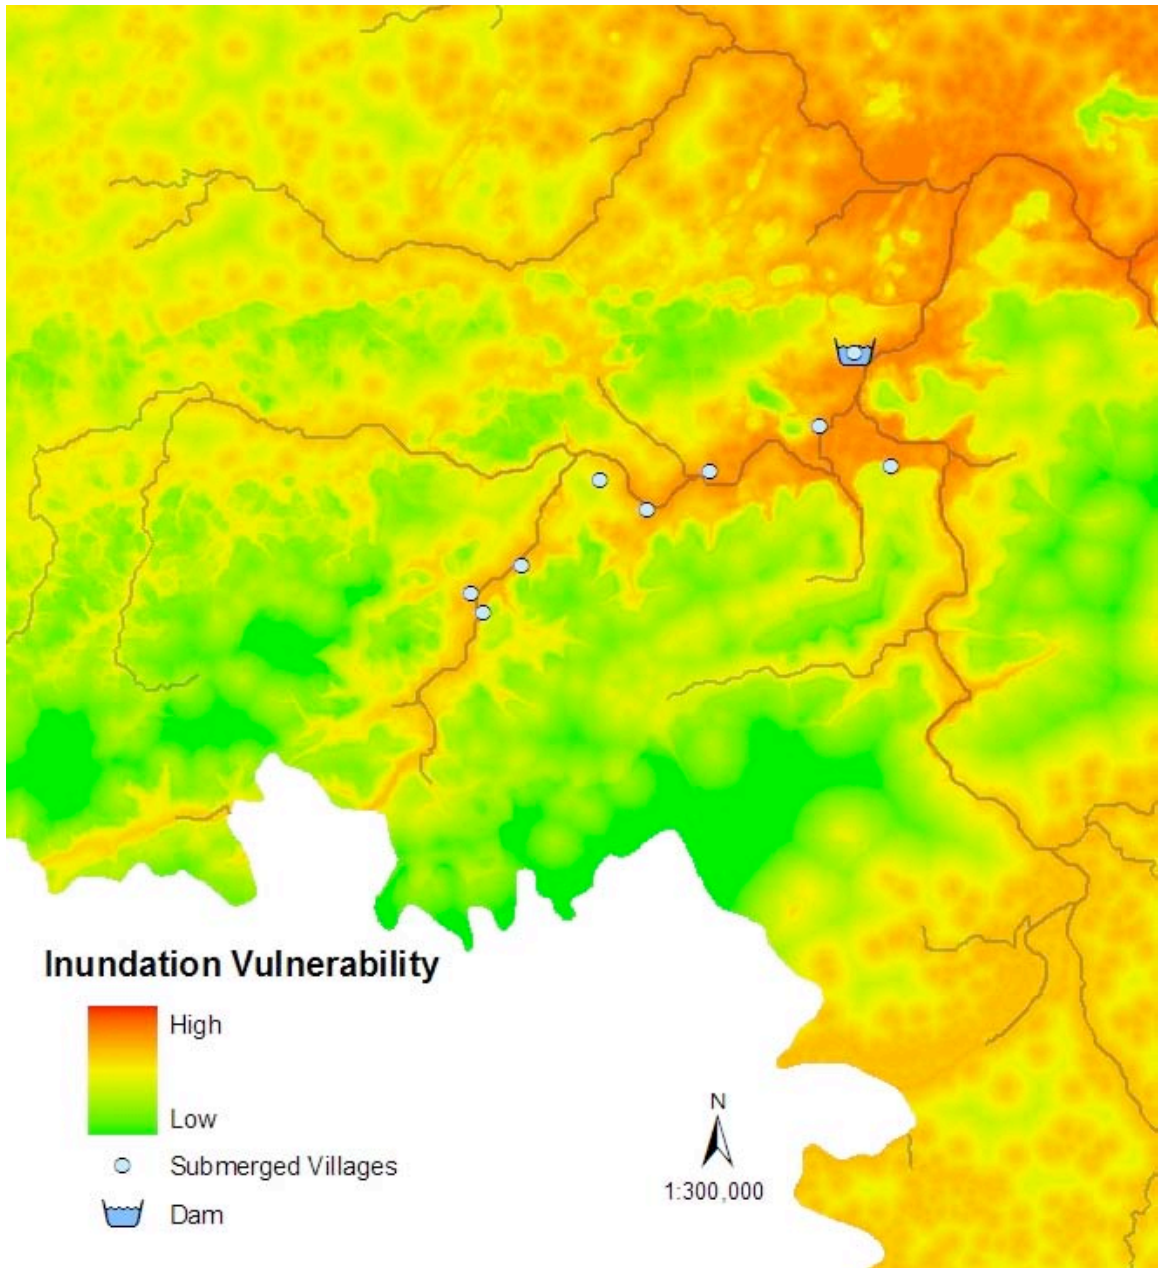 Inundation Vulnerability
High
Low
Submerged Villages
Dam
N
1:300,000